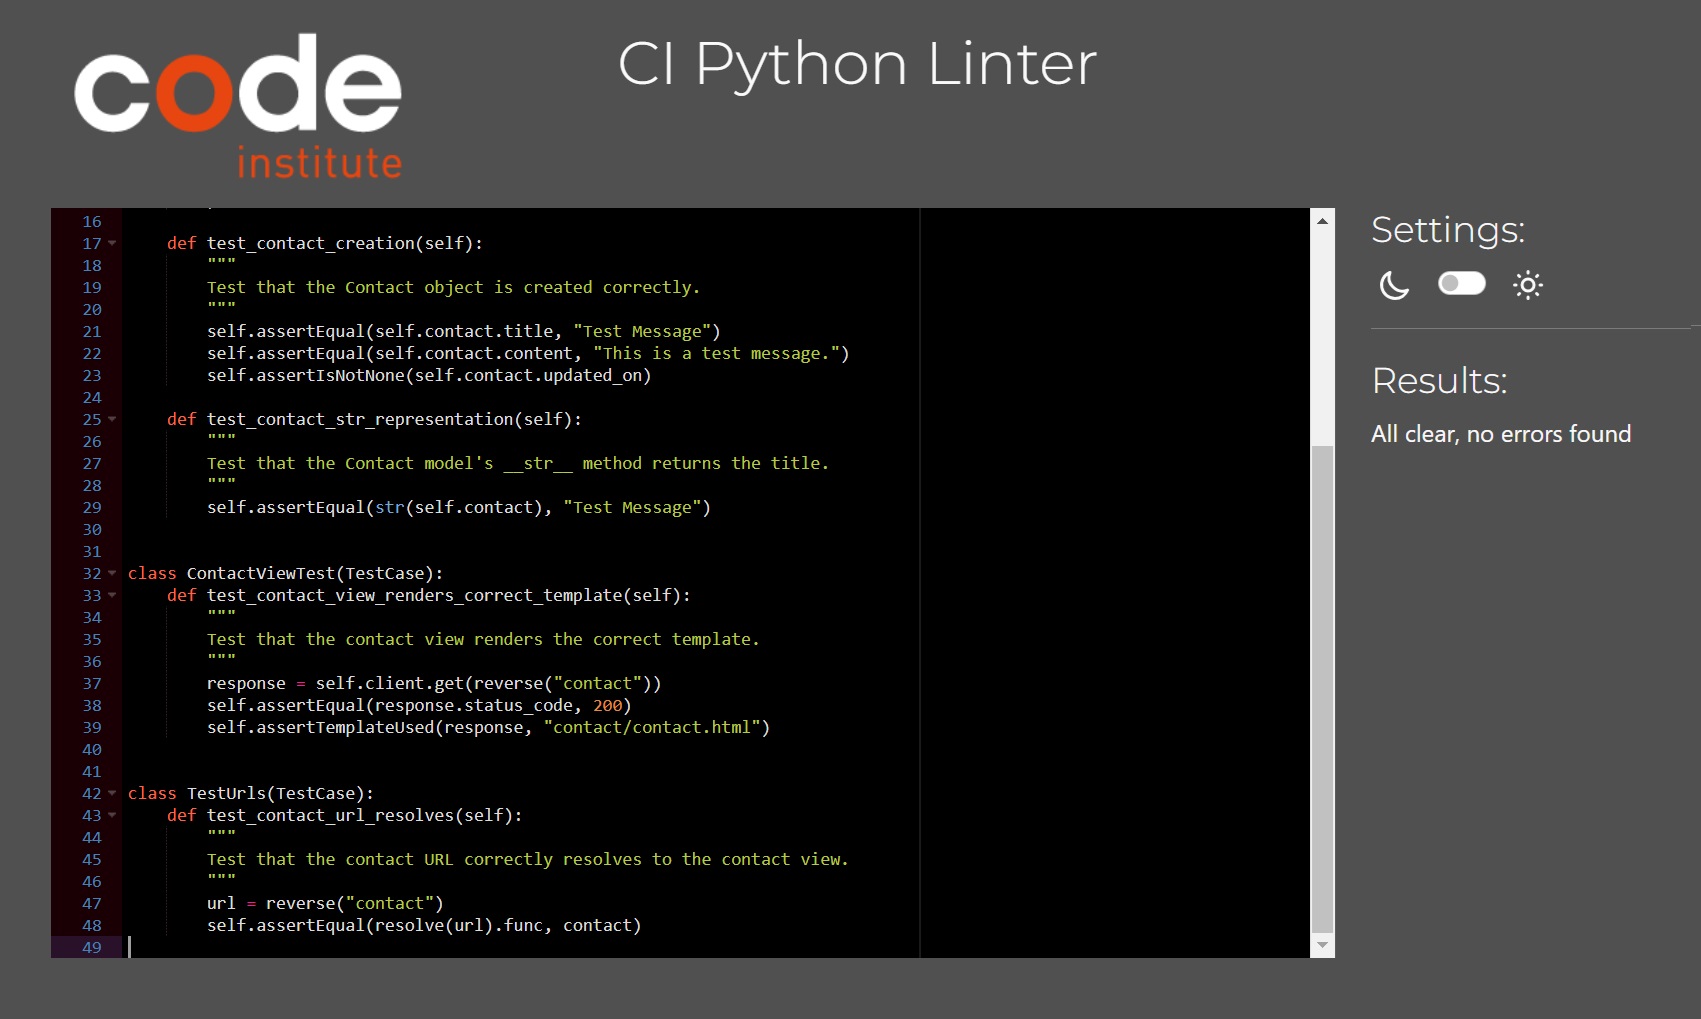 code
institute
CI Python Linter
16
17 def test_contact_creation(self):
18 """
19 Test that the Contact object is created correctly.
20 """
21 self.assertEqual(self.contact.title, "Test Message")
22 self.assertEqual(self.contact.content, "This is a test message.")
23 self.assertIsNotNone(self.contact.updated_on)
24
25 def test_contact_str_representation(self):
26 """
27 Test that the Contact model's __str__ method returns the title.
28 """
29 self.assertEqual(str(self.contact), "Test Message")
30
31
32 class ContactViewTest(TestCase):
33 def test_contact_view_renders_correct_template(self):
34 """
35 Test that the contact view renders the correct template.
36 """
37 response = self.client.get(reverse("contact"))
38 self.assertEqual(response.status_code, 200)
39 self.assertTemplateUsed(response, "contact/contact.html")
40
41
42 class TestUrls(TestCase):
43 def test_contact_url_resolves(self):
44 """
45 Test that the contact URL correctly resolves to the contact view.
46 """
47 url = reverse("contact")
48 self.assertEqual(resolve(url).func, contact)
49
Settings:
Results:
All clear, no errors found